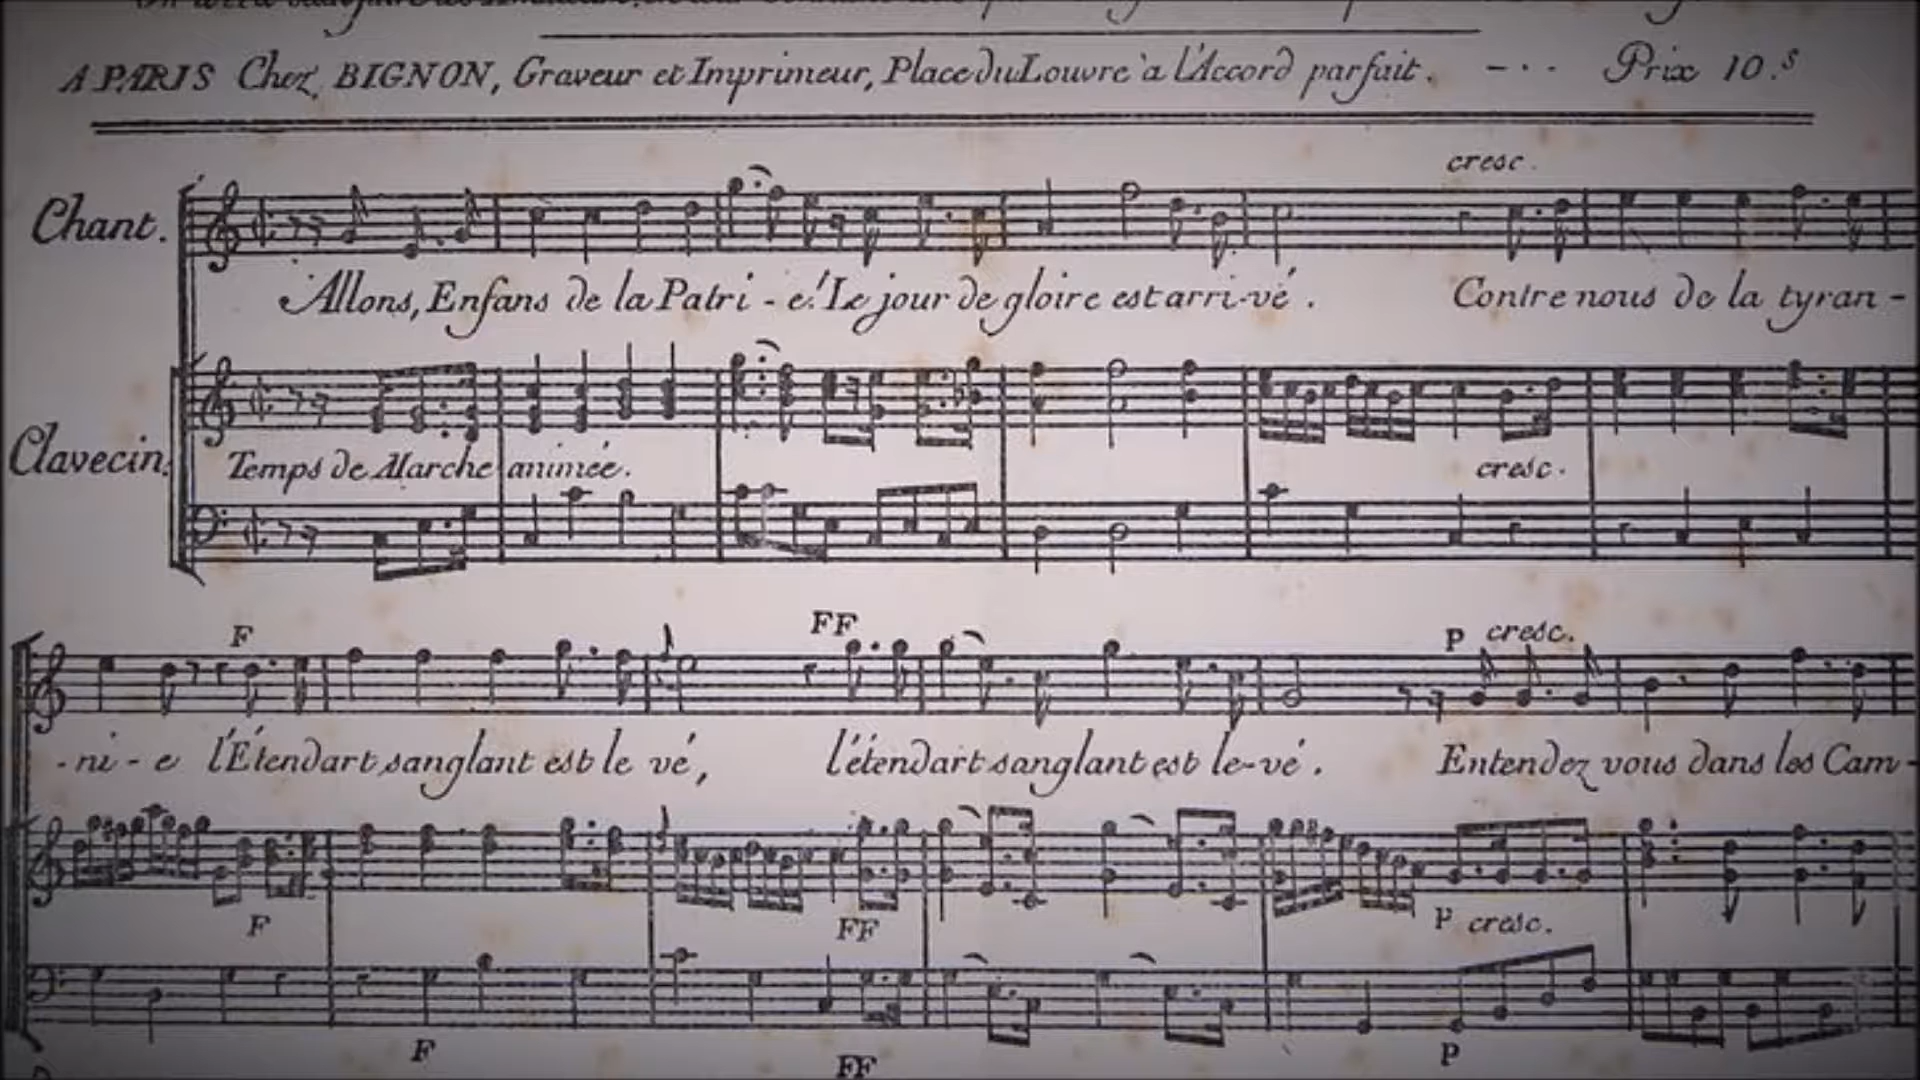 A PARIS Chez BIGNON, Graveur et Imprimeur, Place du Louvre à l'Accord parfait. - . . Prix 10.s
cresc.
Chant.
Allons, Enfans de la Patri - e! Le jour de gloire est arri-vé. Contre nous de la tyran -
Clavecin.
Temps de Marche animée.
cresc.
F FF P cresc.
- ni - e l'Étendart sanglant est le vé, l'étendart sanglant est le-vé. Entendez vous dans les Cam -
F FF P cresc.
F FF P